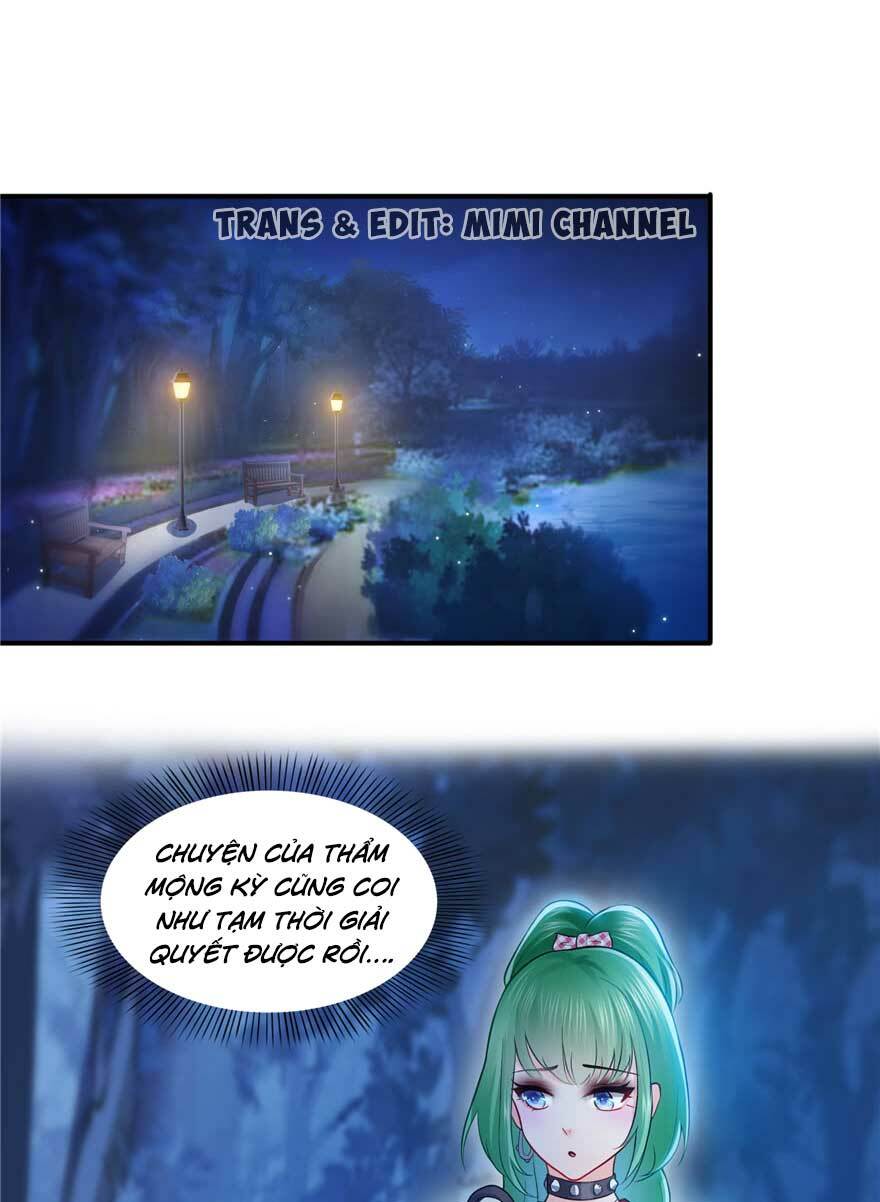 TRANS & EDIT: MIMI CHANNEL
CHUYỆN CỦA THẨM
MỘNG KỲ CŨNG COI
NHƯ TẠM THỜI GIẢI
QUYẾT ĐƯỢC RỒI....